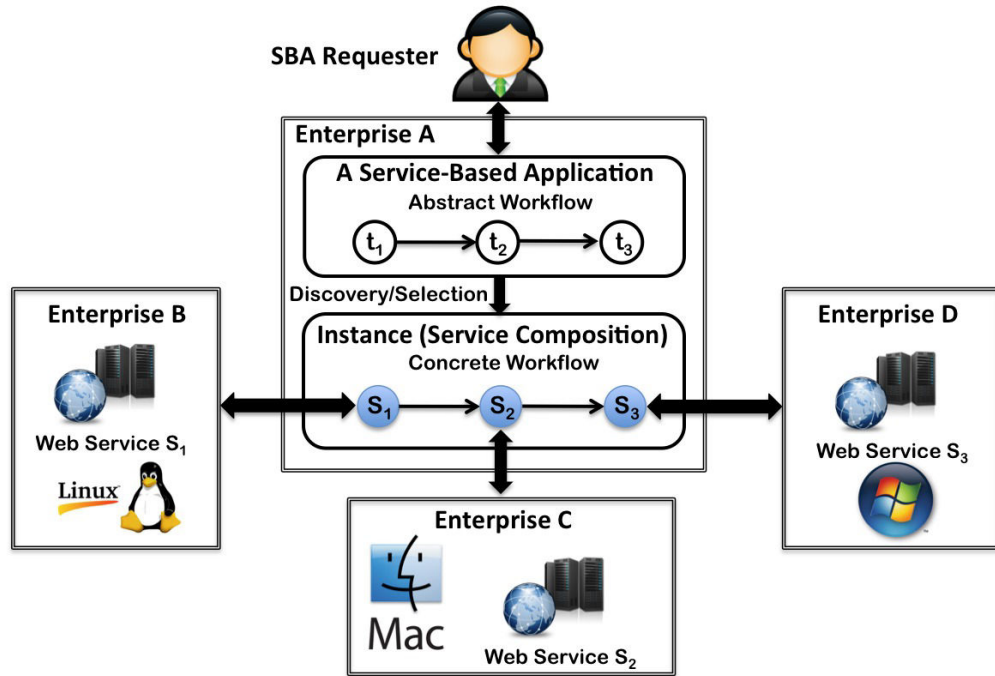 SBA Requester
Enterprise A
A Service-Based Application
Abstract Workflow
t₁ t₂ t₃
Discovery/Selection
Instance (Service Composition)
Concrete Workflow
S₁ S₂ S₃
Enterprise B
Web Service S₁
Linux
Enterprise C
Mac
Web Service S₂
Enterprise D
Web Service S₃